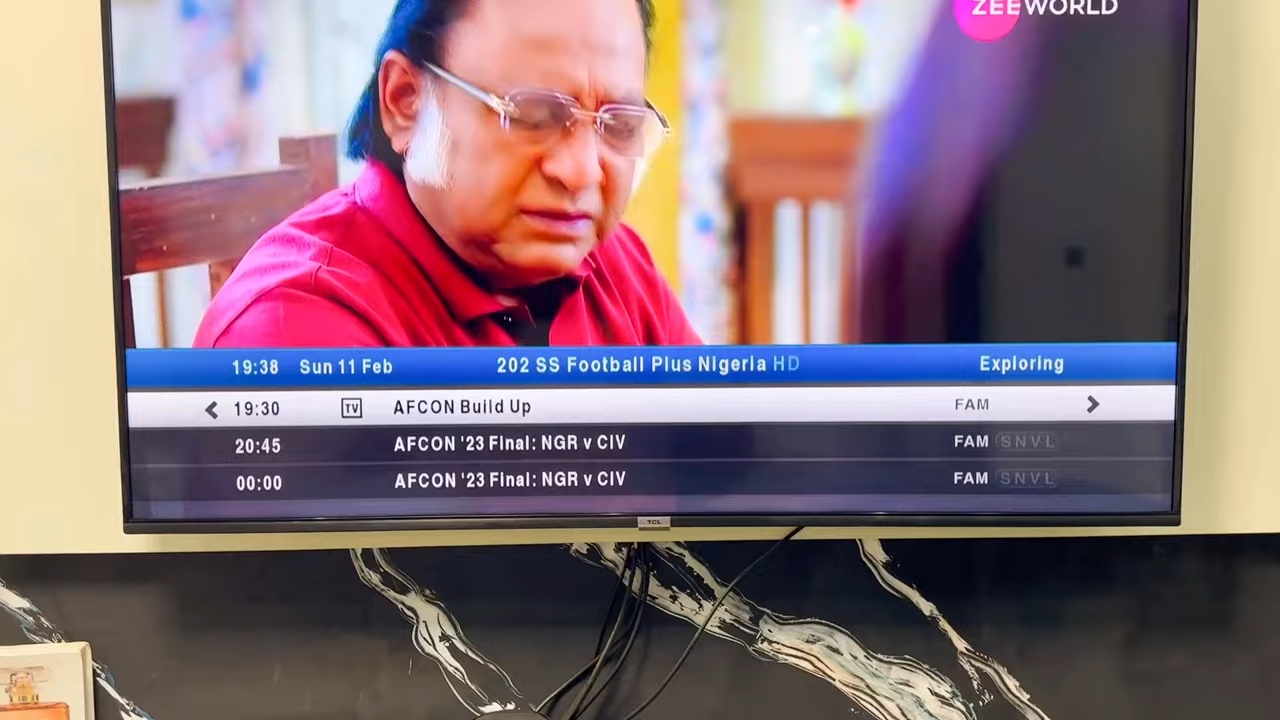 ZEEWORLD
19:38 Sun 11 Feb 202 SS Football Plus Nigeria HD Exploring
19:30 TV AFCON Build Up FAM
20:45 AFCON '23 Final: NGR v CIV FAM SNVL
00:00 AFCON '23 Final: NGR v CIV FAM SNVL
TCL